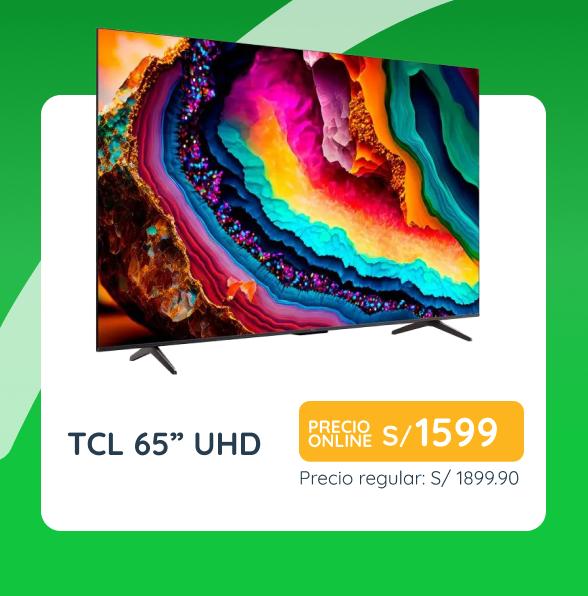 TCL 65” UHD
PRECIO
ONLINE
S/1599
Precio regular: S/ 1899.90